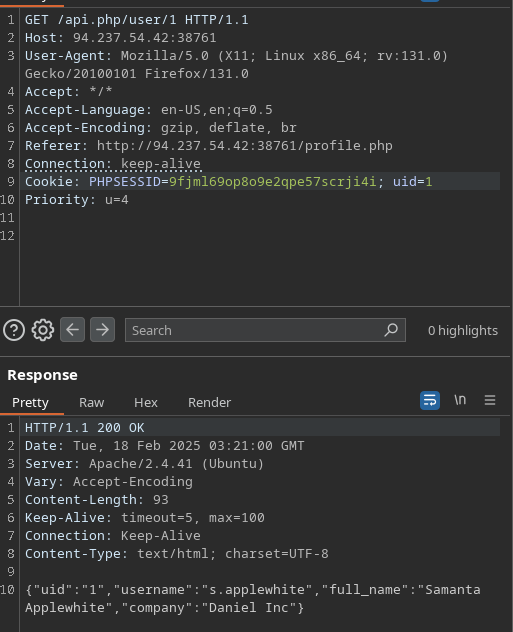 1 GET /api.php/user/1 HTTP/1.1
2 Host: 94.237.54.42:38761
3 User-Agent: Mozilla/5.0 (X11; Linux x86_64; rv:131.0)
Gecko/20100101 Firefox/131.0
4 Accept: */*
5 Accept-Language: en-US,en;q=0.5
6 Accept-Encoding: gzip, deflate, br
7 Referer: http://94.237.54.42:38761/profile.php
8 Connection: keep-alive
9 Cookie: PHPSESSID=9fjml69op8o9e2qpe57scrji4i; uid=1
10 Priority: u=4
11
12
? Search 0 highlights
Response
Pretty Raw Hex Render \n
1 HTTP/1.1 200 OK
2 Date: Tue, 18 Feb 2025 03:21:00 GMT
3 Server: Apache/2.4.41 (Ubuntu)
4 Vary: Accept-Encoding
5 Content-Length: 93
6 Keep-Alive: timeout=5, max=100
7 Connection: Keep-Alive
8 Content-Type: text/html; charset=UTF-8
9
10 {"uid":"1","username":"s.applewhite","full_name":"Samanta
Applewhite","company":"Daniel Inc"}